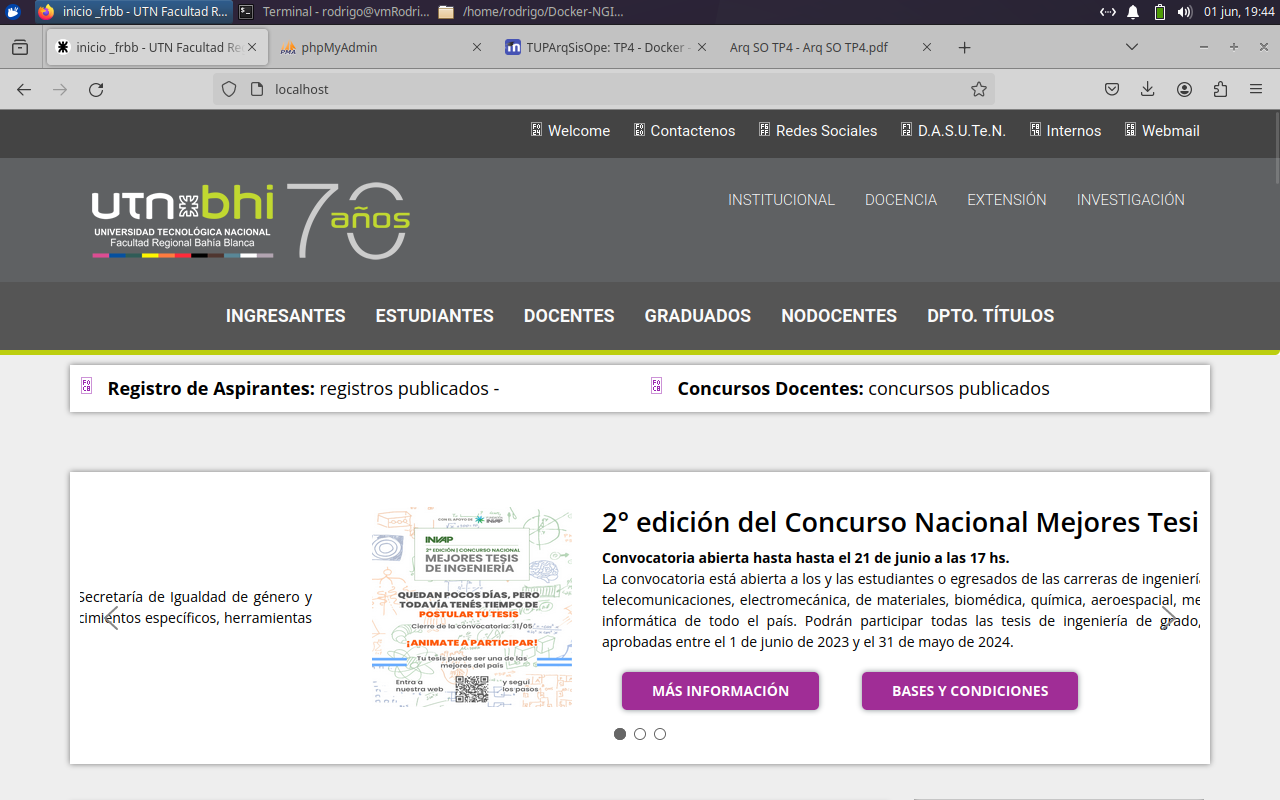 inicio _frbb - UTN Facultad R...
Terminal - rodrigo@vmRodri...
/home/rodrigo/Docker-NGI...
01 jun, 19:44
inicio _frbb - UTN Facultad Re
phpMyAdmin
TUPArqSisOpe: TP4 - Docker -
Arq SO TP4 - Arq SO TP4.pdf
localhost
Welcome
Contactenos
Redes Sociales
D.A.S.U.Te.N.
Internos
Webmail
UTN bhi 70 años
UNIVERSIDAD TECNOLÓGICA NACIONAL
Facultad Regional Bahía Blanca
INSTITUCIONAL
DOCENCIA
EXTENSIÓN
INVESTIGACIÓN
INGRESANTES
ESTUDIANTES
DOCENTES
GRADUADOS
NODOCENTES
DPTO. TÍTULOS
Registro de Aspirantes: registros publicados -
Concursos Docentes: concursos publicados
Secretaría de Igualdad de género y
cimientos específicos, herramientas
CON EL APOYO DE
INVAP
2º EDICIÓN | CONCURSO NACIONAL
MEJORES TESIS
DE INGENIERÍA
QUEDAN POCOS DÍAS, PERO
TODAVÍA TENÉS TIEMPO DE
POSTULAR TU TESIS
Cierre de la convocatoria: 31/05
¡ANIMATE A PARTICIPAR!
Tu tesis puede ser una de las
mejores del país
Entra a
nuestra web
y seguí
los pasos
2° edición del Concurso Nacional Mejores Tesi
Convocatoria abierta hasta hasta el 21 de junio a las 17 hs.
La convocatoria está abierta a los y las estudiantes o egresados de las carreras de ingenierí
telecomunicaciones, electromecánica, de materiales, biomédica, química, aeroespacial, me
informática de todo el país. Podrán participar todas las tesis de ingeniería de grado,
aprobadas entre el 1 de junio de 2023 y el 31 de mayo de 2024.
MÁS INFORMACIÓN
BASES Y CONDICIONES